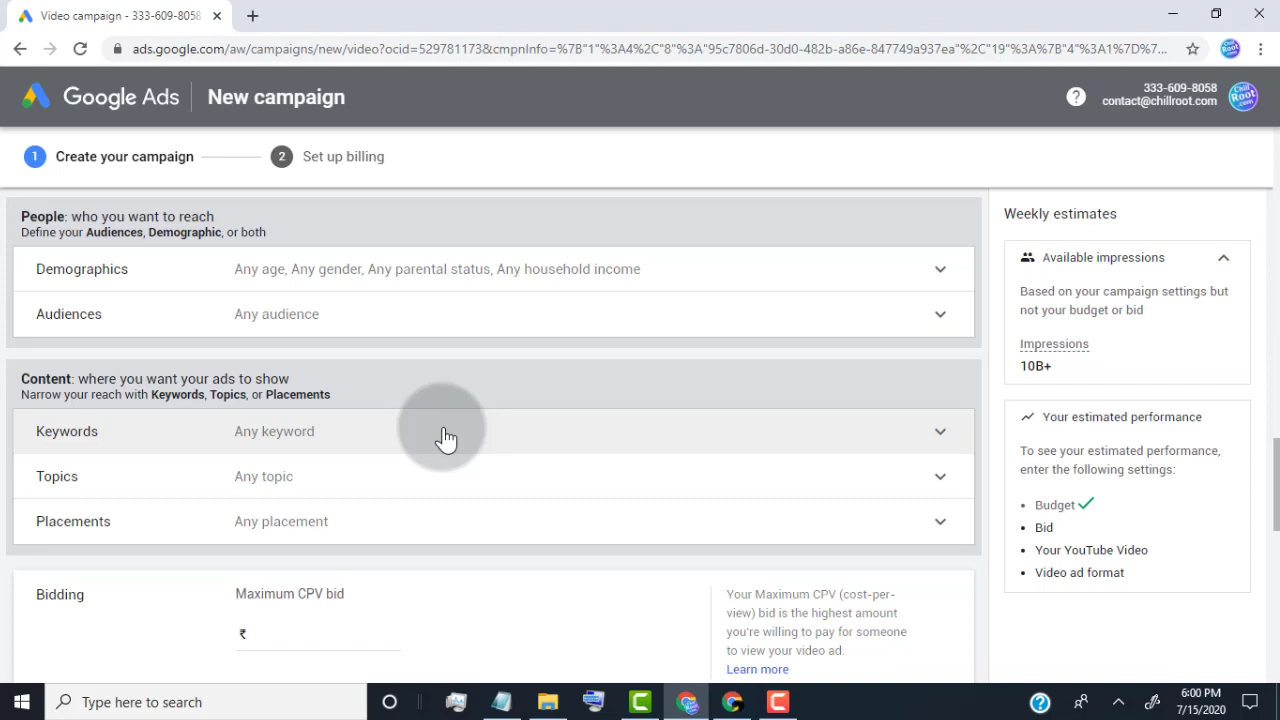 Video campaign - 333-609-8058
ads.google.com/aw/campaigns/new/video?ocid=529781173&cmpnInfo=%7B"1"%3A4%2C"8"%3A"95c7806d-30d0-482b-a86e-847749a937ea"%2C"19"%3A%7B"4"%3A1%7D%7...
Google Ads
New campaign
?
333-609-8058
contact@chillroot.com
Chill Root .com
1 Create your campaign
2 Set up billing
People: who you want to reach
Define your Audiences, Demographic, or both
Demographics Any age, Any gender, Any parental status, Any household income
Audiences Any audience
Content: where you want your ads to show
Narrow your reach with Keywords, Topics, or Placements
Keywords Any keyword
Topics Any topic
Placements Any placement
Bidding
Maximum CPV bid
₹
Your Maximum CPV (cost-per-
view) bid is the highest amount
you're willing to pay for someone
to view your video ad.
Learn more
Weekly estimates
Available impressions
Based on your campaign settings but
not your budget or bid
Impressions
10B+
Your estimated performance
To see your estimated performance,
enter the following settings:
• Budget
• Bid
• Your YouTube Video
• Video ad format
Type here to search
6:00 PM
7/15/2020